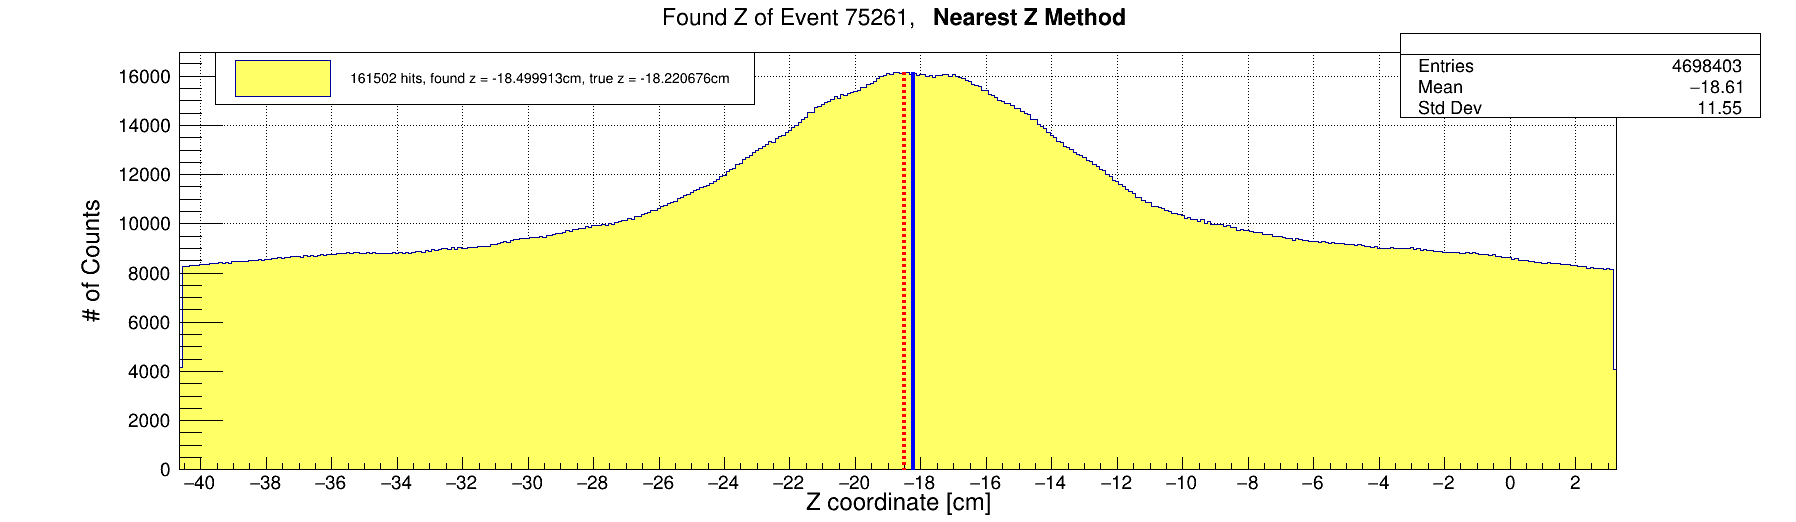 Found Z of Event 75261, Nearest Z Method
161502 hits, found z = -18.499913cm, true z = -18.220676cm
Entries 4698403
Mean −18.61
Std Dev 11.55
# of Counts
16000
14000
12000
10000
8000
6000
4000
2000
0
−40 −38 −36 −34 −32 −30 −28 −26 −24 −22 −20 −18 −16 −14 −12 −10 −8 −6 −4 −2 0 2
Z coordinate [cm]